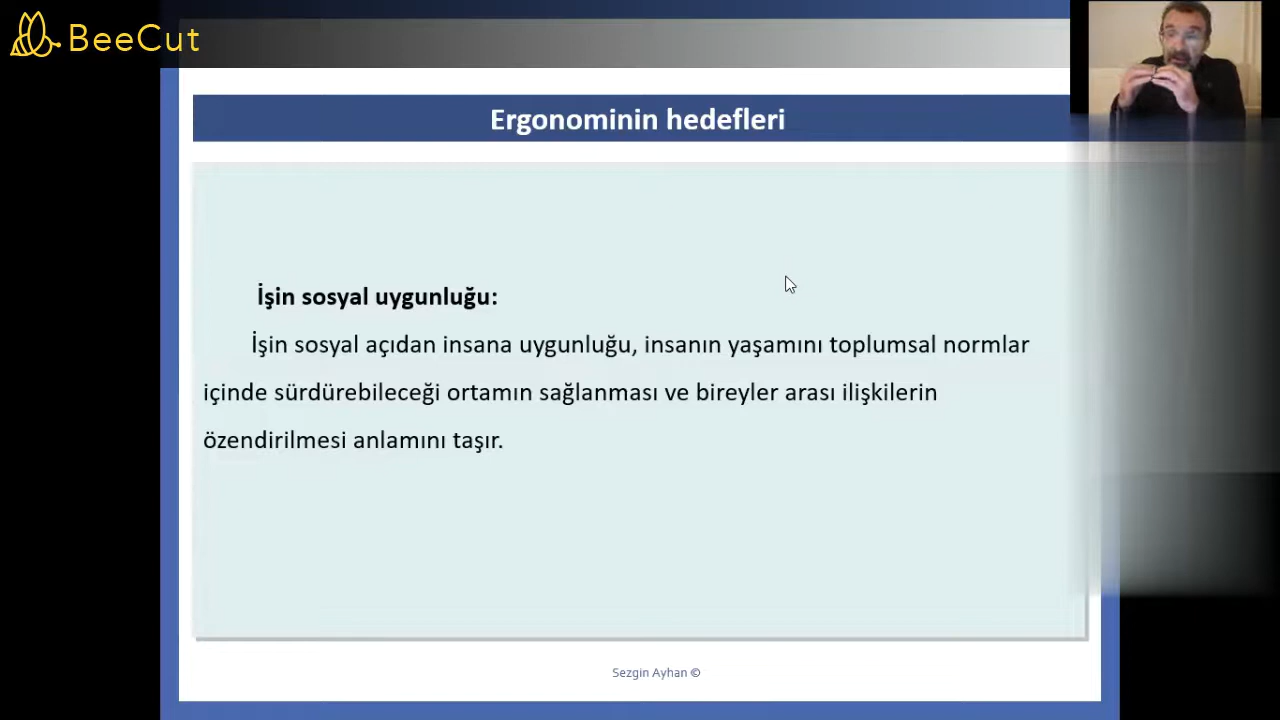 BeeCut
Ergonominin hedefleri
İşin sosyal uygunluğu:
İşin sosyal açıdan insana uygunluğu, insanın yaşamını toplumsal normlar
içinde sürdürebileceği ortamın sağlanması ve bireyler arası ilişkilerin
özendirilmesi anlamını taşır.
Sezgin Ayhan ©